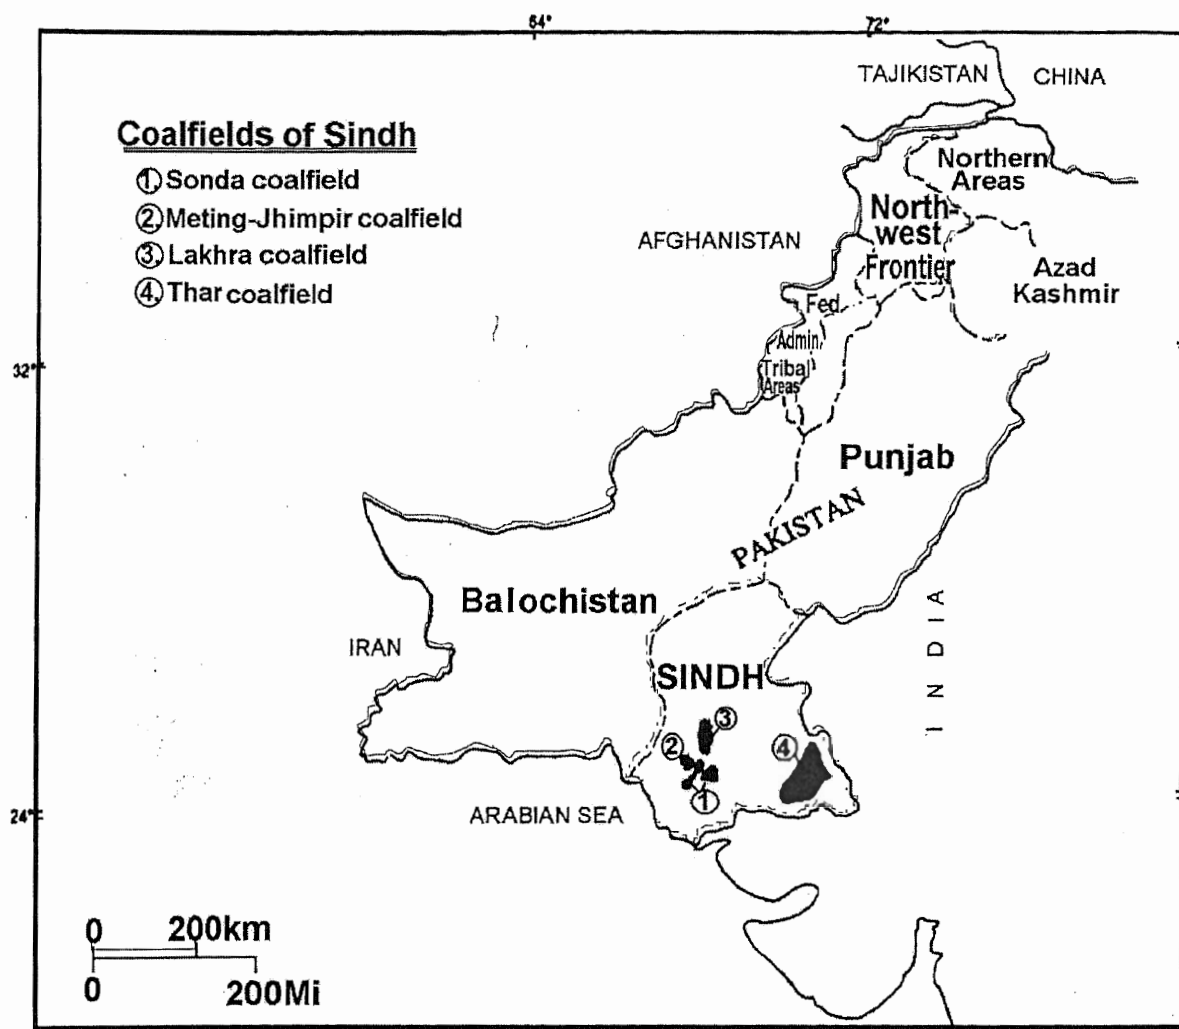 64°
72°
TAJIKISTAN
CHINA
Coalfields of Sindh
① Sonda coalfield
② Meting-Jhimpir coalfield
③ Lakhra coalfield
④ Thar coalfield
Northern
Areas
North-
west
Frontier
AFGHANISTAN
Azad
Kashmir
Fed.
Admin.
Tribal
Areas
32°
Punjab
PAKISTAN
Balochistan
INDIA
IRAN
SINDH
③
②
④
①
24°
ARABIAN SEA
0 200km
0 200Mi